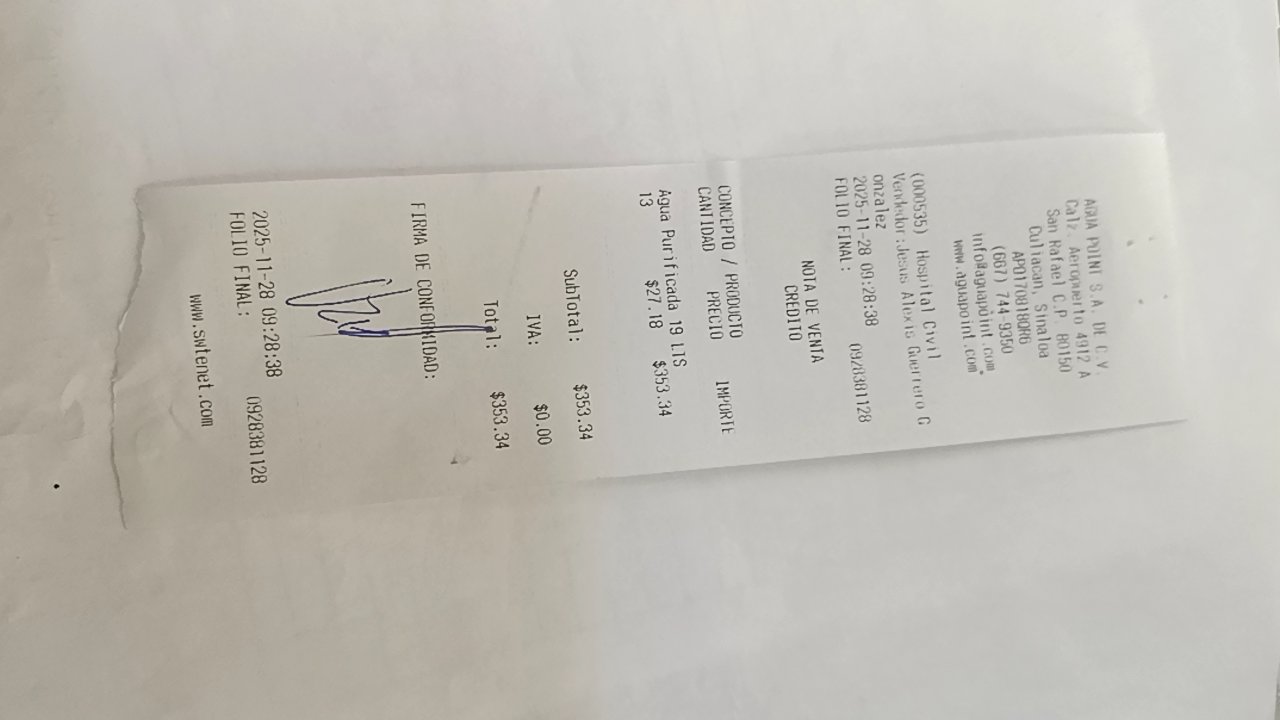 AGUA POINT S.A. DE C.V.
Calz. Aeropuerto 4912 A
San Rafael C.P. 80150
Culiacan, Sinaloa
APO170818QR6
(667) 744-9350
info@aguapoint.com
www.aguapoint.com
(000535) Hospital Civil
Vendedor:Jesus Alexis Guerrero G
onzalez
2025-11-28 09:28:38
FOLIO FINAL: 0928381128
NOTA DE VENTA
CREDITO
CONCEPTO / PRODUCTO
CANTIDAD PRECIO IMPORTE
Agua Purificada 19 LTS
13 $27.18 $353.34
SubTotal: $353.34
IVA: $0.00
Total: $353.34
FIRMA DE CONFORMIDAD:
2025-11-28 09:28:38
FOLIO FINAL: 0928381128
www.swtenet.com